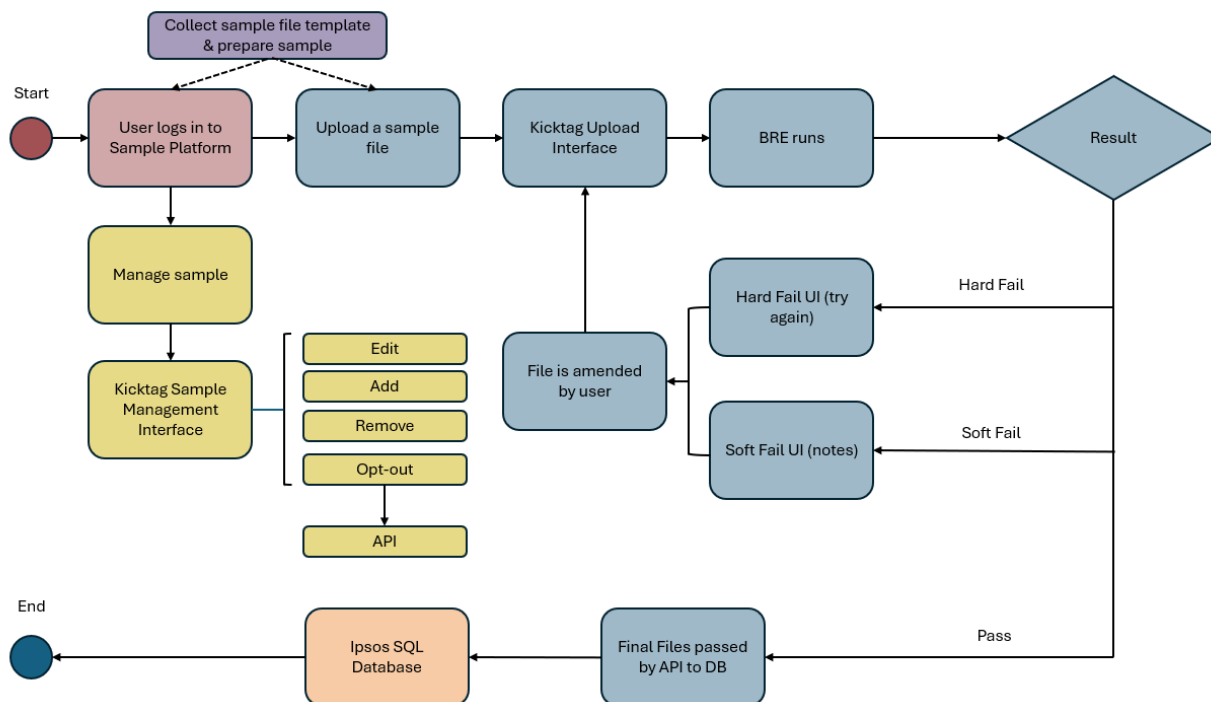 Collect sample file template
& prepare sample
Start
User logs in to
Sample Platform
Upload a sample
file
Kicktag Upload
Interface
BRE runs
Result
Manage sample
Hard Fail UI (try
again)
Hard Fail
File is amended
by user
Kicktag Sample
Management
Interface
Edit
Add
Remove
Opt-out
API
Soft Fail UI (notes)
Soft Fail
End
Ipsos SQL
Database
Final Files passed
by API to DB
Pass